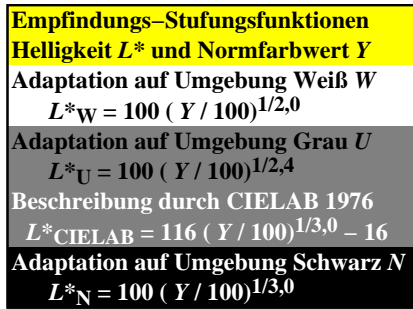 Empfindungs–Stufungsfunktionen
Helligkeit L* und Normfarbwert Y
Adaptation auf Umgebung Weiß W
L*W = 100 ( Y / 100)1/2,0
Adaptation auf Umgebung Grau U
L*U = 100 ( Y / 100)1/2,4
Beschreibung durch CIELAB 1976
L*CIELAB = 116 ( Y / 100)1/3,0 – 16
Adaptation auf Umgebung Schwarz N
L*N = 100 ( Y / 100)1/3,0